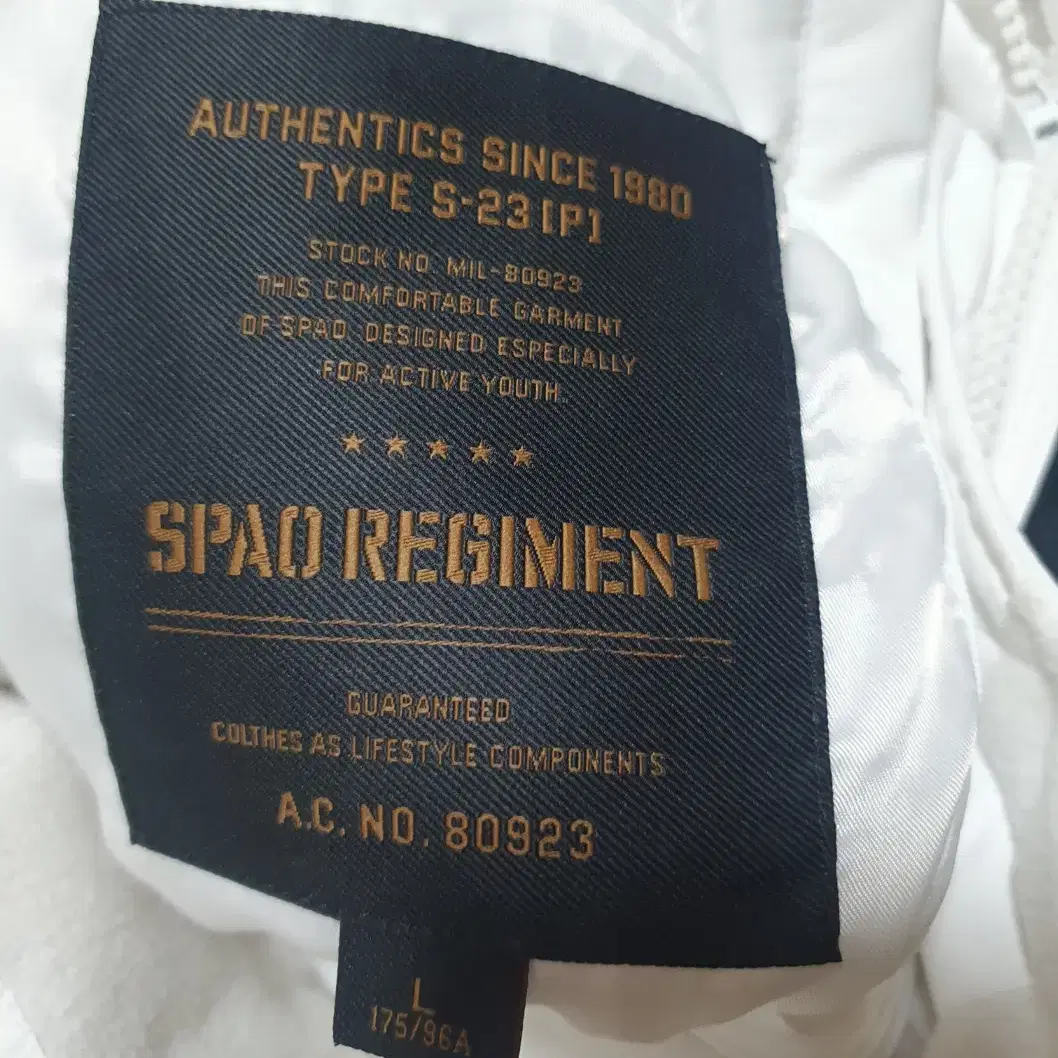 AUTHENTICS SINCE 1980
TYPE S-23 [P]
STOCK NO. MIL-80923
THIS COMFORTABLE GARMENT
OF SPAO. DESIGNED ESPECIALLY
FOR ACTIVE YOUTH.
SPAO REGIMENT
GUARANTEED
COLTHES AS LIFESTYLE COMPONENTS
A.C. NO. 80923
L
175/96A